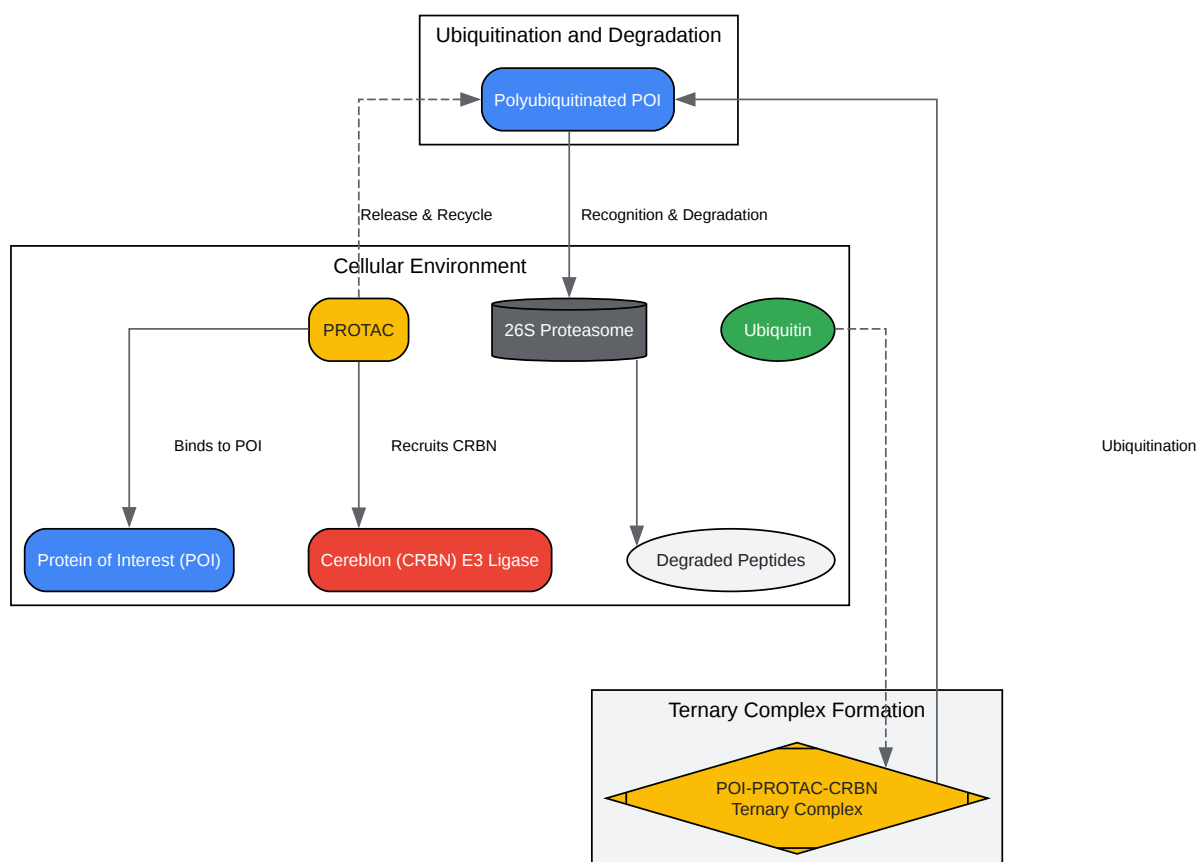 Ubiquitination and Degradation
Polyubiquitinated POI
Release & Recycle
Recognition & Degradation
Cellular Environment
PROTAC
26S Proteasome
Ubiquitin
Binds to POI
Recruits CRBN
Ubiquitination
Protein of Interest (POI)
Cereblon (CRBN) E3 Ligase
Degraded Peptides
Ternary Complex Formation
POI-PROTAC-CRBN
Ternary Complex